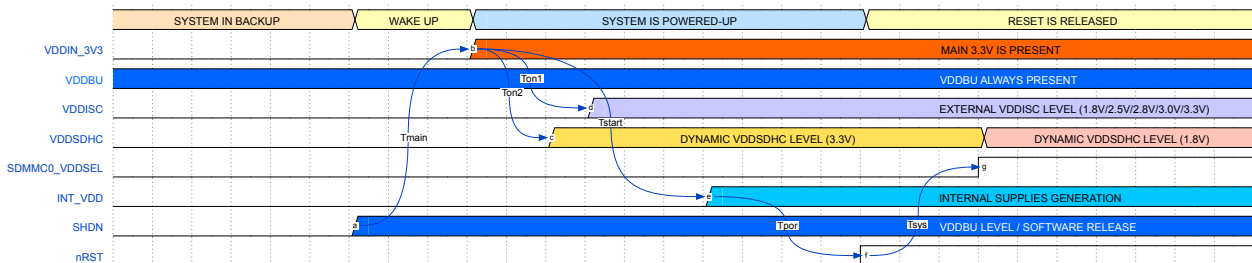 SYSTEM IN BACKUP WAKE UP SYSTEM IS POWERED-UP RESET IS RELEASED
VDDIN_3V3 b MAIN 3.3V IS PRESENT
VDDBU Ton1 VDDBU ALWAYS PRESENT
Ton2
VDDISC d EXTERNAL VDDISC LEVEL (1.8V/2.5V/2.8V/3.0V/3.3V)
Tstart
VDDSDHC Tmain c DYNAMIC VDDSDHC LEVEL (3.3V) DYNAMIC VDDSDHC LEVEL (1.8V)
SDMMC0_VDDSEL g
INT_VDD e INTERNAL SUPPLIES GENERATION
SHDN a Tpor Tsys VDDBU LEVEL / SOFTWARE RELEASE
nRST f